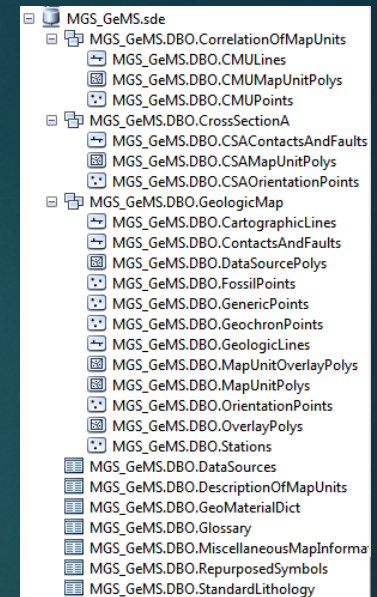 MGS_GeMS.sde
MGS_GeMS.DBO.CorrelationOfMapUnits
MGS_GeMS.DBO.CMULines
MGS_GeMS.DBO.CMUMapUnitPolys
MGS_GeMS.DBO.CMUPoints
MGS_GeMS.DBO.CrossSectionA
MGS_GeMS.DBO.CSAContactsAndFaults
MGS_GeMS.DBO.CSAMapUnitPolys
MGS_GeMS.DBO.CSAOrientationPoints
MGS_GeMS.DBO.GeologicMap
MGS_GeMS.DBO.CartographicLines
MGS_GeMS.DBO.ContactsAndFaults
MGS_GeMS.DBO.DataSourcePolys
MGS_GeMS.DBO.FossilPoints
MGS_GeMS.DBO.GenericPoints
MGS_GeMS.DBO.GeochronPoints
MGS_GeMS.DBO.GeologicLines
MGS_GeMS.DBO.MapUnitOverlayPolys
MGS_GeMS.DBO.MapUnitPolys
MGS_GeMS.DBO.OrientationPoints
MGS_GeMS.DBO.OverlayPolys
MGS_GeMS.DBO.Stations
MGS_GeMS.DBO.DataSources
MGS_GeMS.DBO.DescriptionOfMapUnits
MGS_GeMS.DBO.GeoMaterialDict
MGS_GeMS.DBO.Glossary
MGS_GeMS.DBO.MiscellaneousMapInforma
MGS_GeMS.DBO.RepurposedSymbols
MGS_GeMS.DBO.StandardLithology